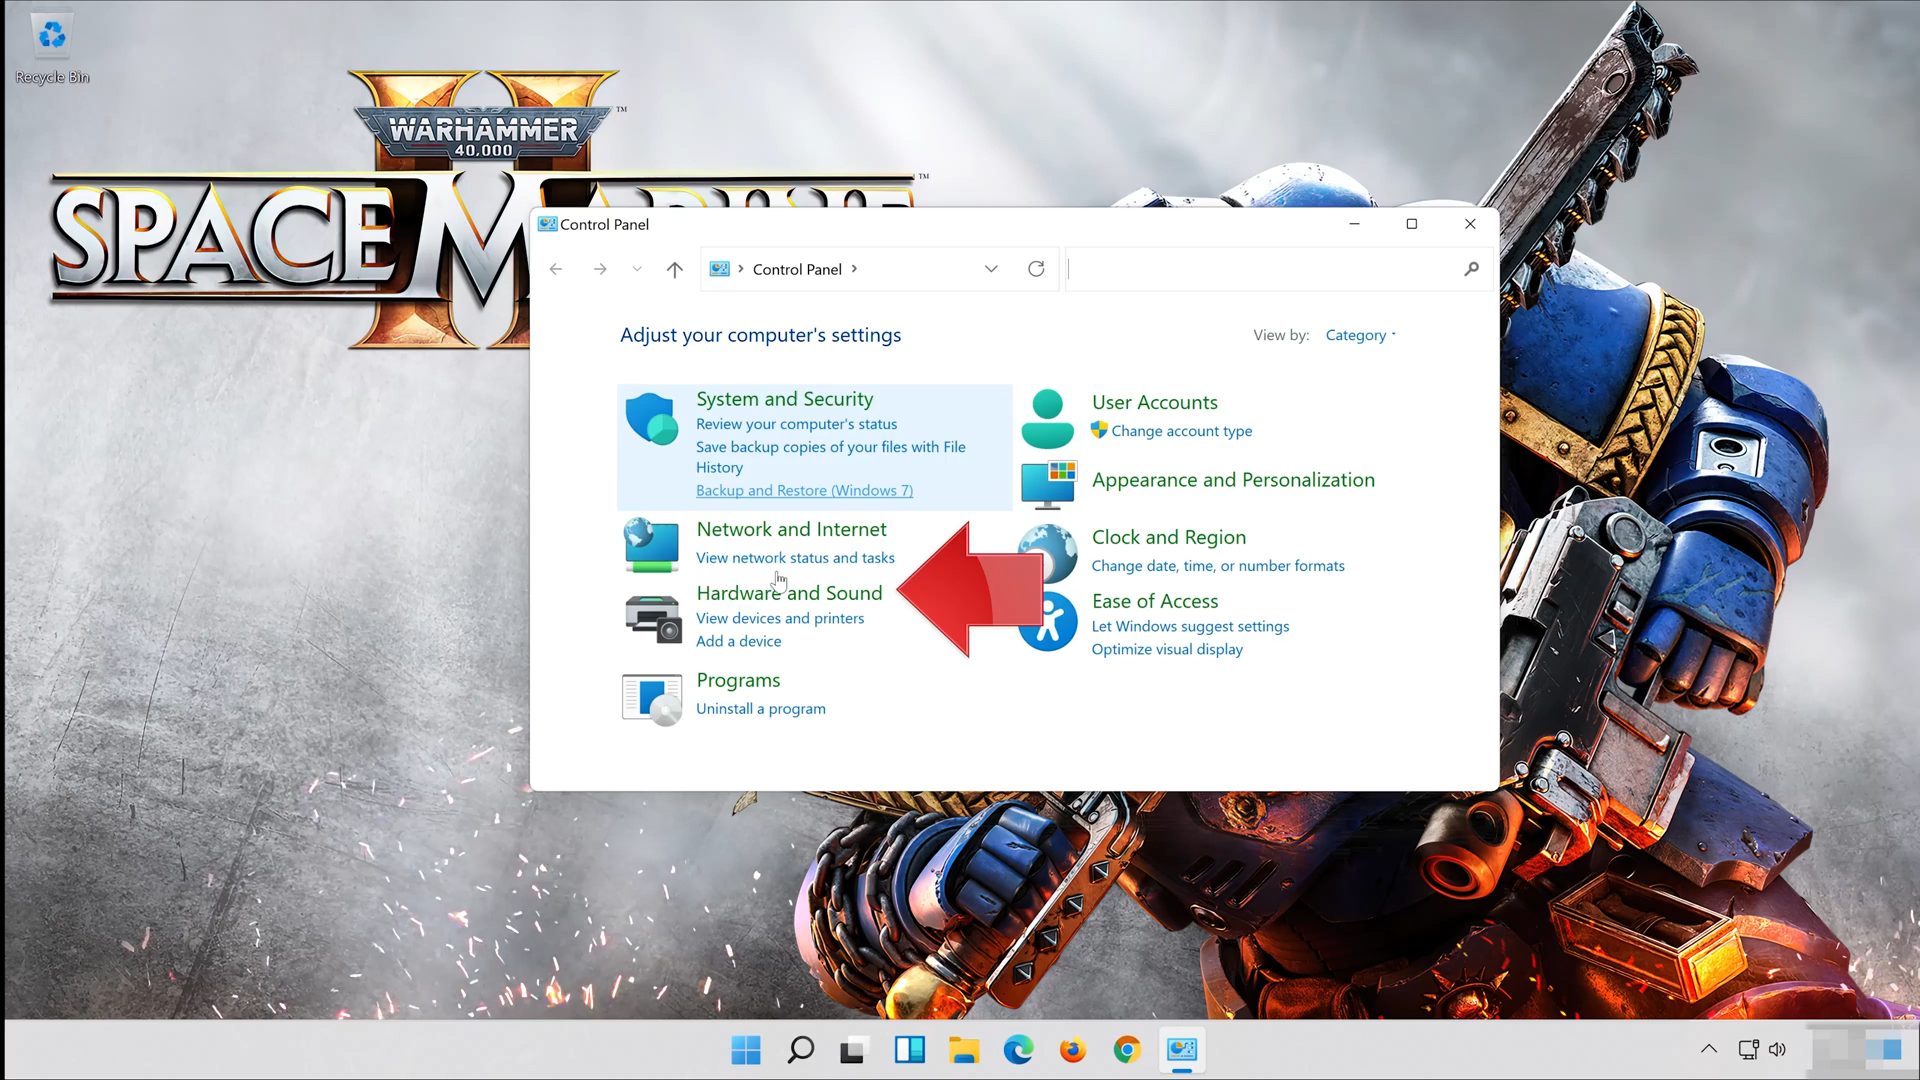 Recycle Bin
WARHAMMER
40,000
TM
SPACE MARINE
TM
Control Panel
Control Panel
Adjust your computer's settings
View by:
Category
System and Security
Review your computer's status
Save backup copies of your files with File
History
Backup and Restore (Windows 7)
Network and Internet
View network status and tasks
Hardware and Sound
View devices and printers
Add a device
Programs
Uninstall a program
User Accounts
Change account type
Appearance and Personalization
Clock and Region
Change date, time, or number formats
Ease of Access
Let Windows suggest settings
Optimize visual display